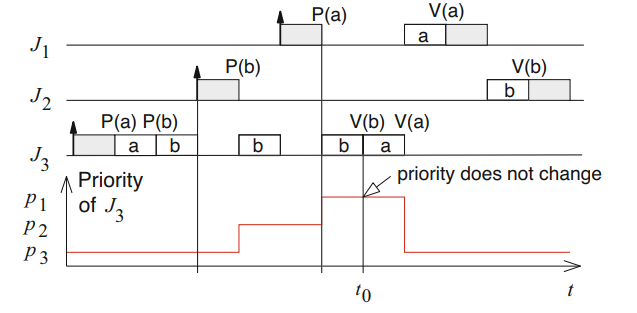 P(a) V(a)
J1 a
P(b) V(b)
J2 b
P(a) P(b) V(b) V(a)
J3 a b b b a
Priority
of J3
priority does not change
p1
p2
p3
t0 t